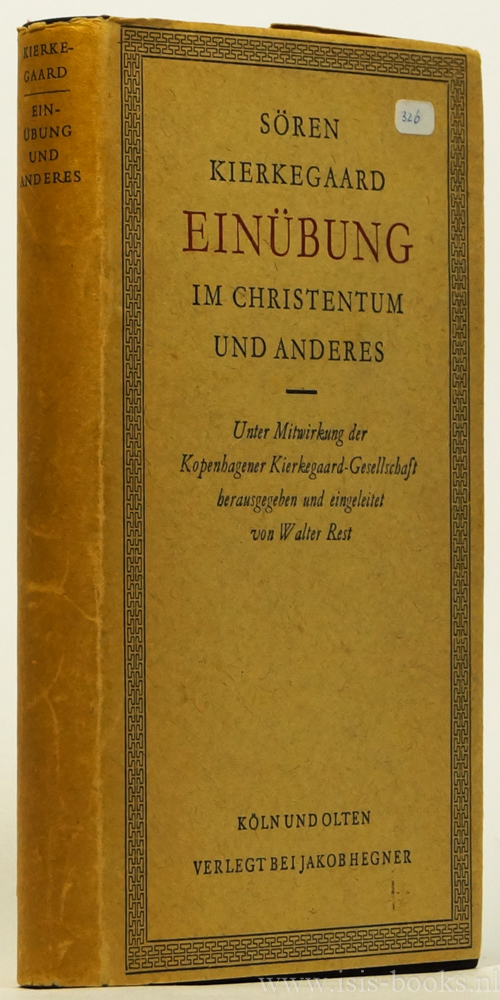 KIERKE-
GAARD
EIN-
ÜBUNG
UND
ANDERES
326
SÖREN
KIERKEGAARD
EINÜBUNG
IM CHRISTENTUM
UND ANDERES
Unter Mitwirkung der
Kopenhagener Kierkegaard-Gesellschaft
herausgegeben und eingeleitet
von Walter Rest
KÖLN UND OLTEN
VERLEGT BEI JAKOB HEGNER
www.isis-books.nl